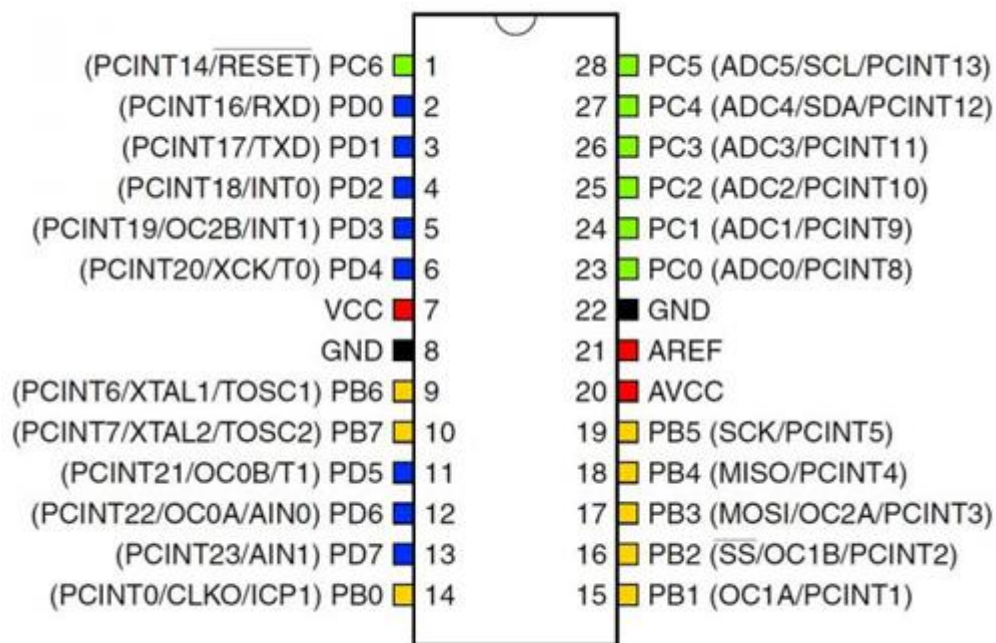 (PCINT14/RESET) PC6 1 28 PC5 (ADC5/SCL/PCINT13)
(PCINT16/RXD) PD0 2 27 PC4 (ADC4/SDA/PCINT12)
(PCINT17/TXD) PD1 3 26 PC3 (ADC3/PCINT11)
(PCINT18/INT0) PD2 4 25 PC2 (ADC2/PCINT10)
(PCINT19/OC2B/INT1) PD3 5 24 PC1 (ADC1/PCINT9)
(PCINT20/XCK/T0) PD4 6 23 PC0 (ADC0/PCINT8)
VCC 7 22 GND
GND 8 21 AREF
(PCINT6/XTAL1/TOSC1) PB6 9 20 AVCC
(PCINT7/XTAL2/TOSC2) PB7 10 19 PB5 (SCK/PCINT5)
(PCINT21/OC0B/T1) PD5 11 18 PB4 (MISO/PCINT4)
(PCINT22/OC0A/AIN0) PD6 12 17 PB3 (MOSI/OC2A/PCINT3)
(PCINT23/AIN1) PD7 13 16 PB2 (SS/OC1B/PCINT2)
(PCINT0/CLKO/ICP1) PB0 14 15 PB1 (OC1A/PCINT1)